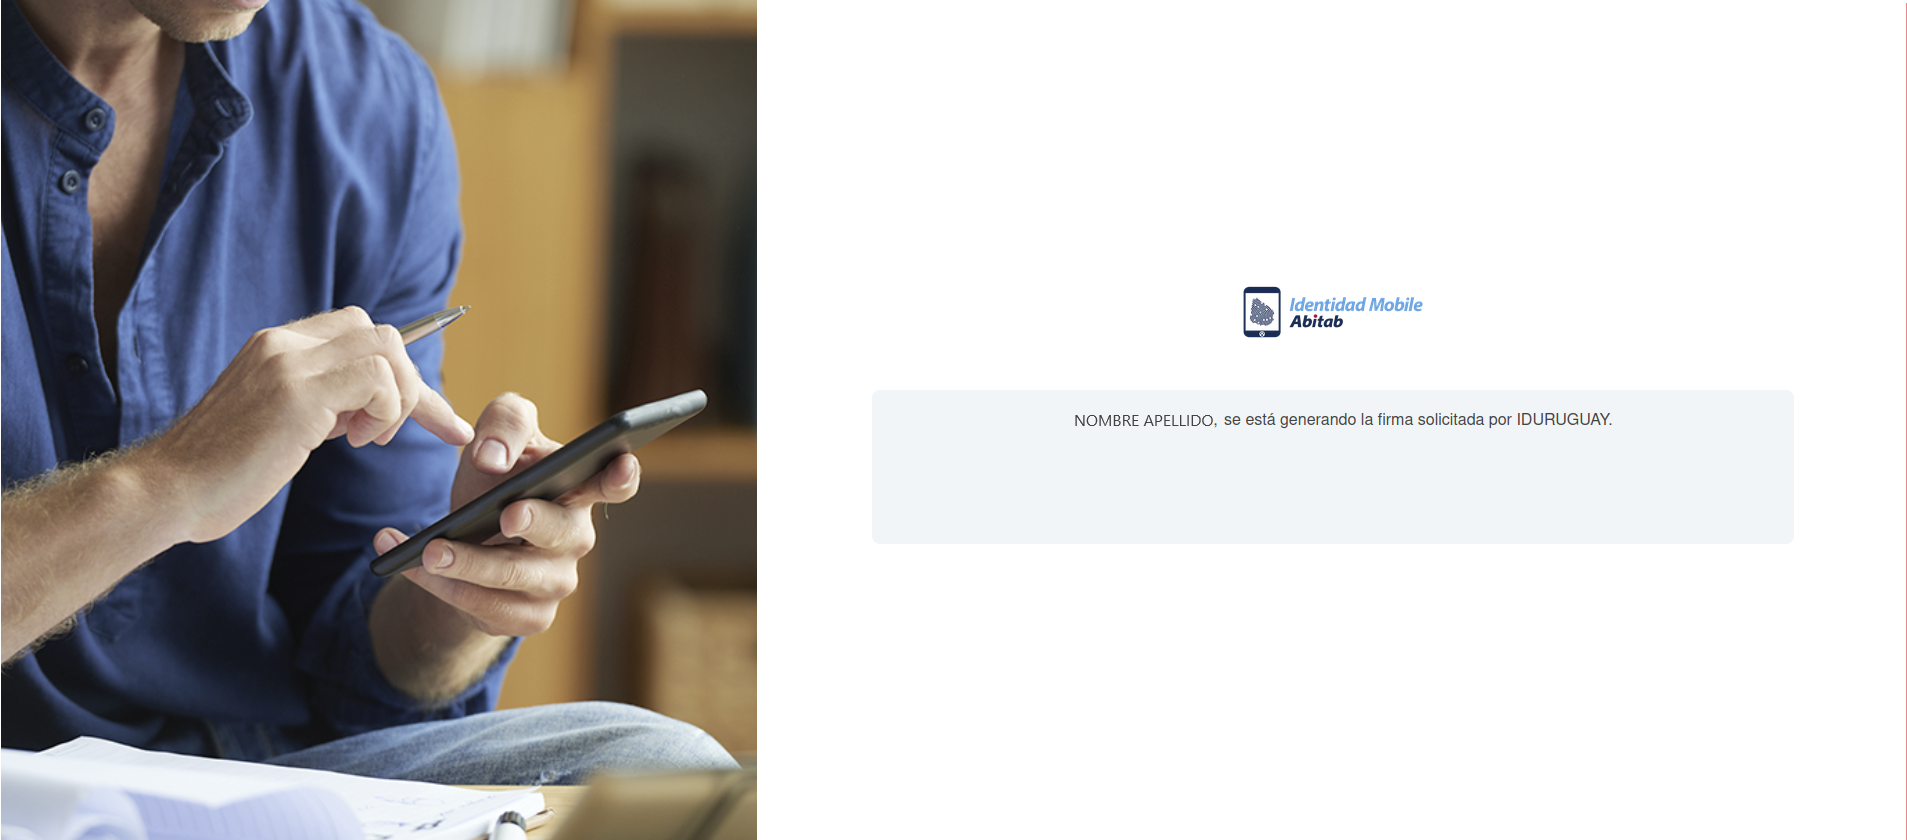 Identidad Mobile
Abitab
NOMBRE APELLIDO, se está generando la firma solicitada por IDURUGUAY.